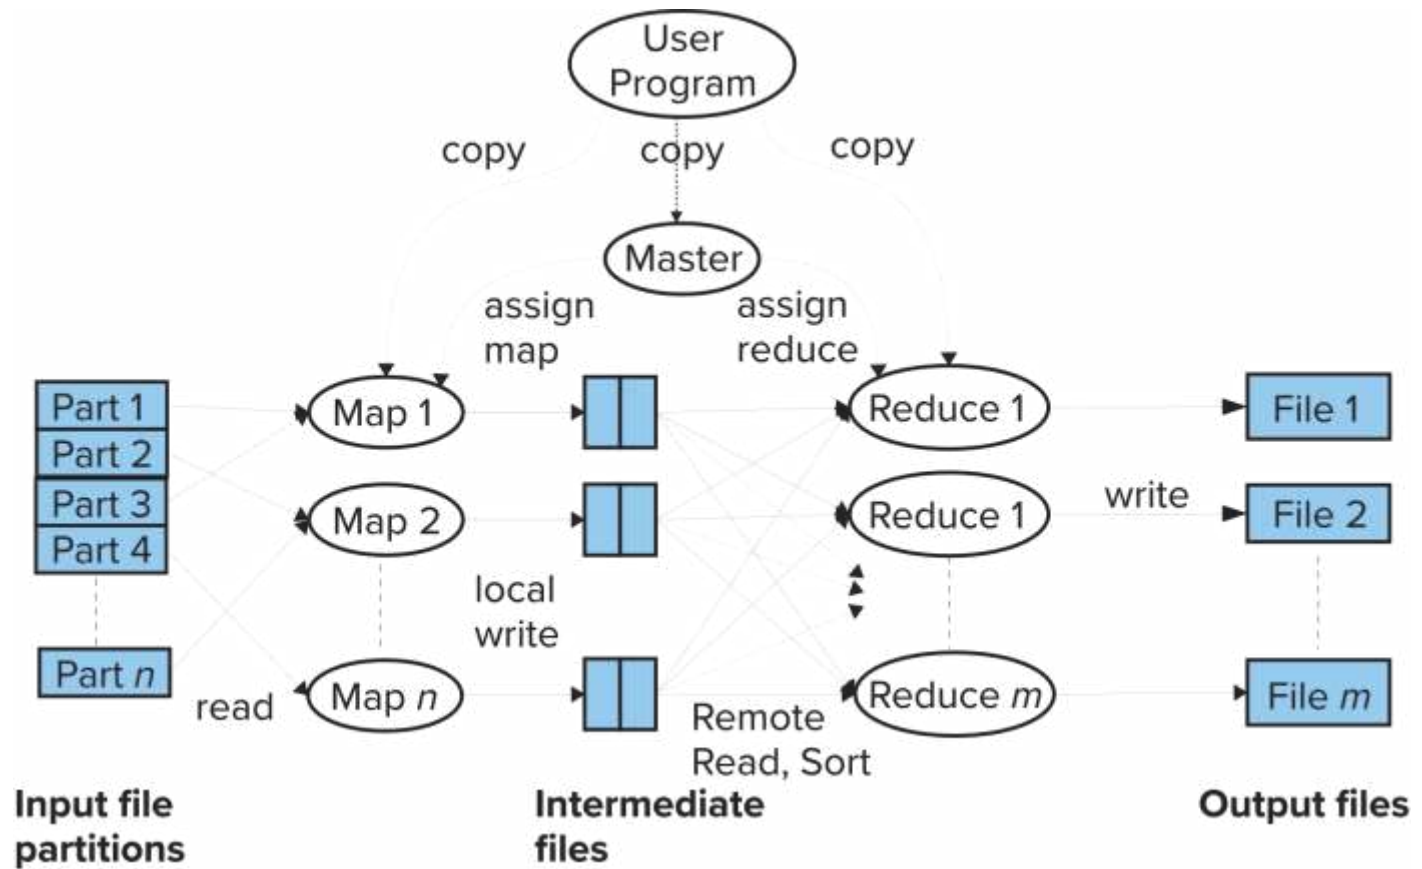 User
Program
copy
copy
copy
Master
assign
map
assign
reduce
Part 1
Part 2
Part 3
Part 4
Part n
Map 1
Map 2
Map n
Reduce 1
Reduce 1
Reduce m
File 1
write
File 2
File m
local
write
read
Remote
Read, Sort
Input file
partitions
Intermediate
files
Output files